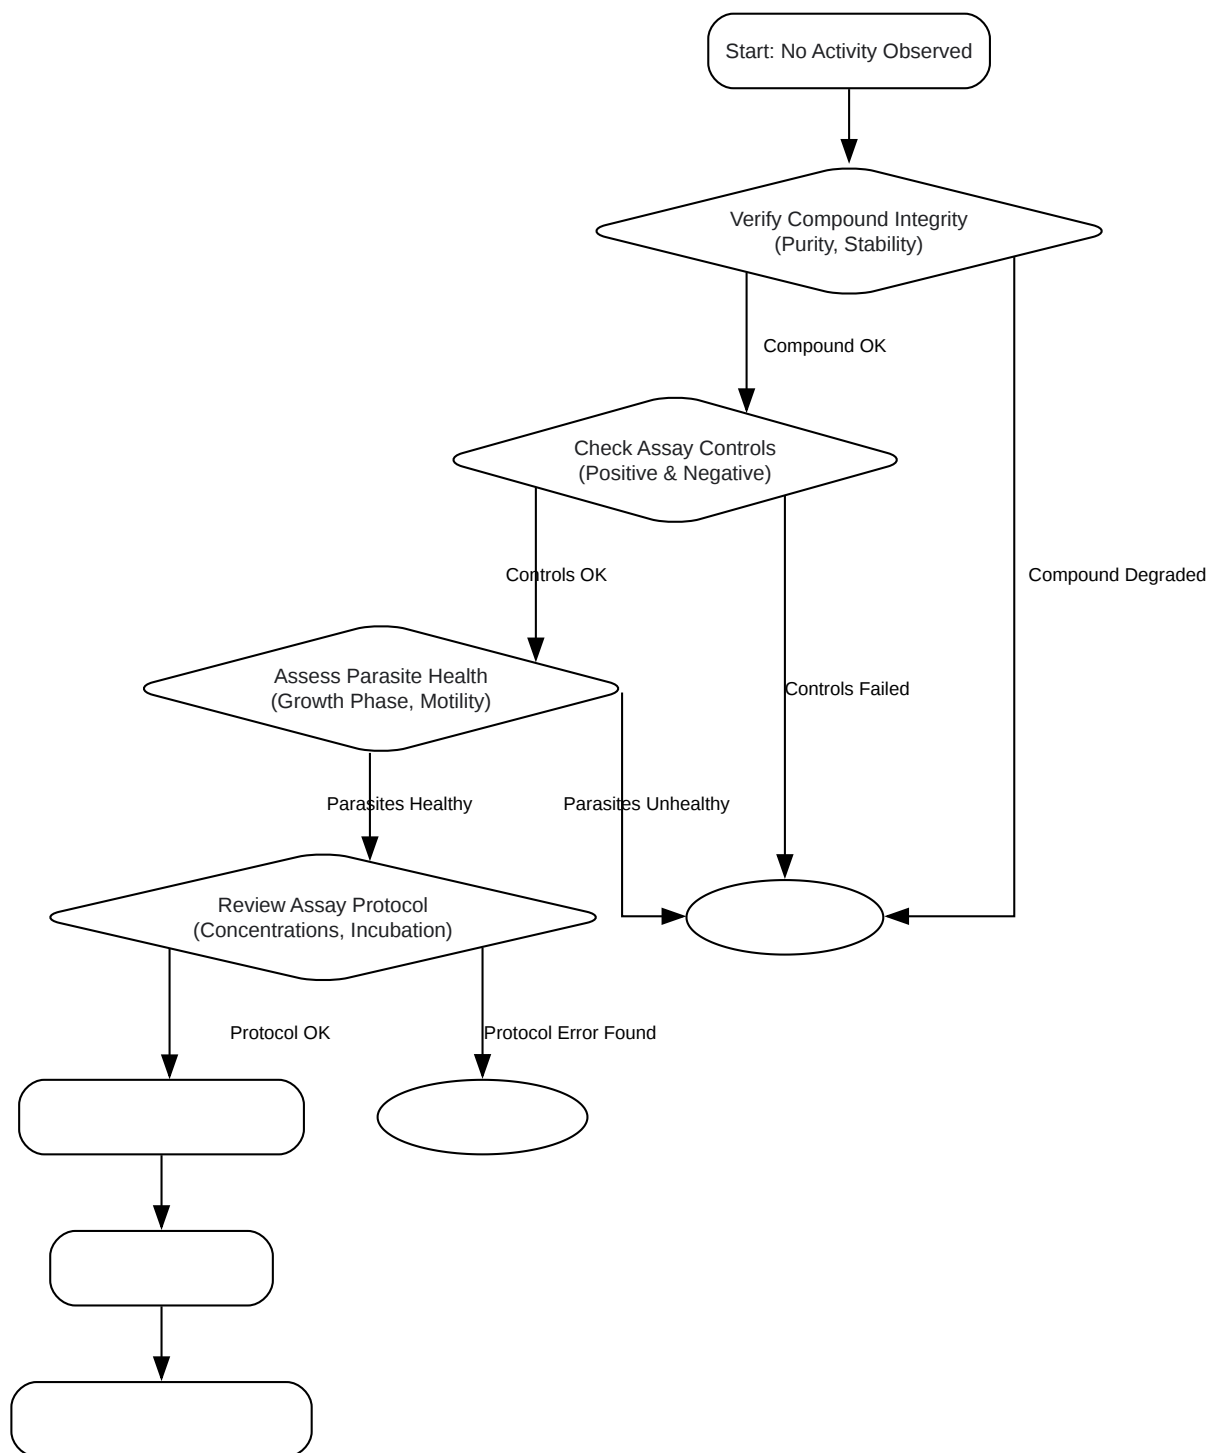 Start: No Activity Observed
Verify Compound Integrity
(Purity, Stability)
Compound OK
Check Assay Controls
(Positive & Negative)
Controls OK
Compound Degraded
Assess Parasite Health
(Growth Phase, Motility)
Controls Failed
Parasites Healthy
Parasites Unhealthy
Review Assay Protocol
(Concentrations, Incubation)
Protocol OK
Protocol Error Found